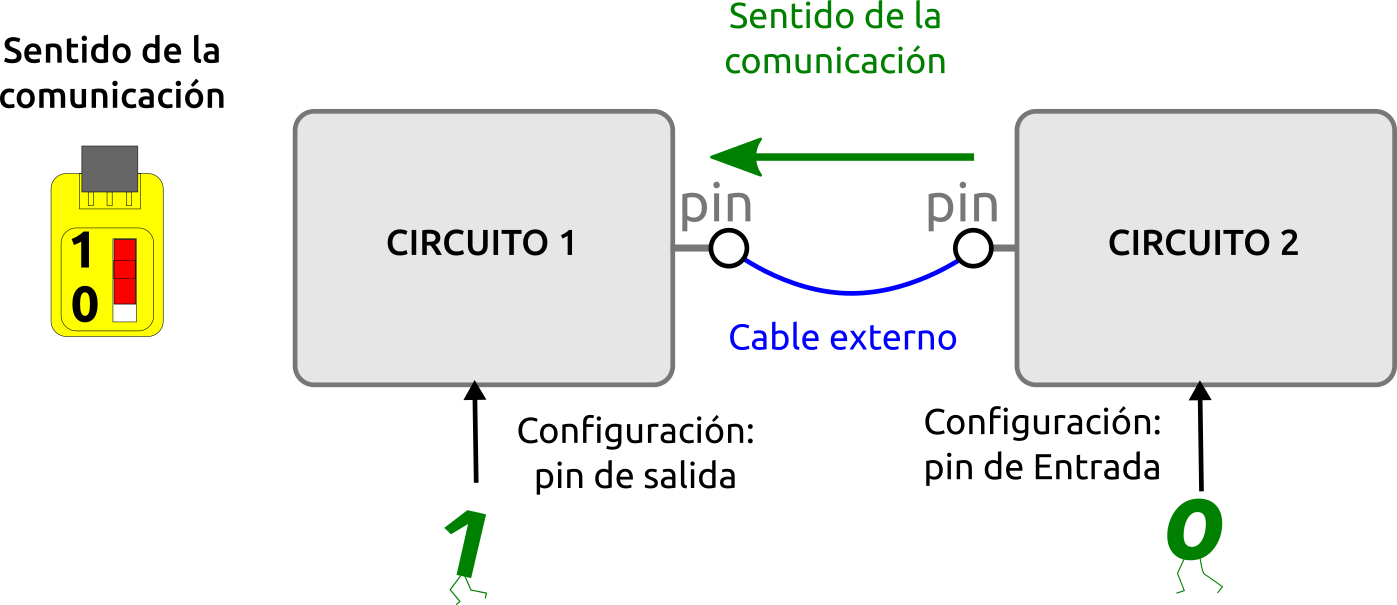 Sentido de la
comunicación
1
0
Sentido de la
comunicación
pin
pin
CIRCUITO 1
CIRCUITO 2
Cable externo
Configuración:
pin de salida
Configuración:
pin de Entrada
1
0